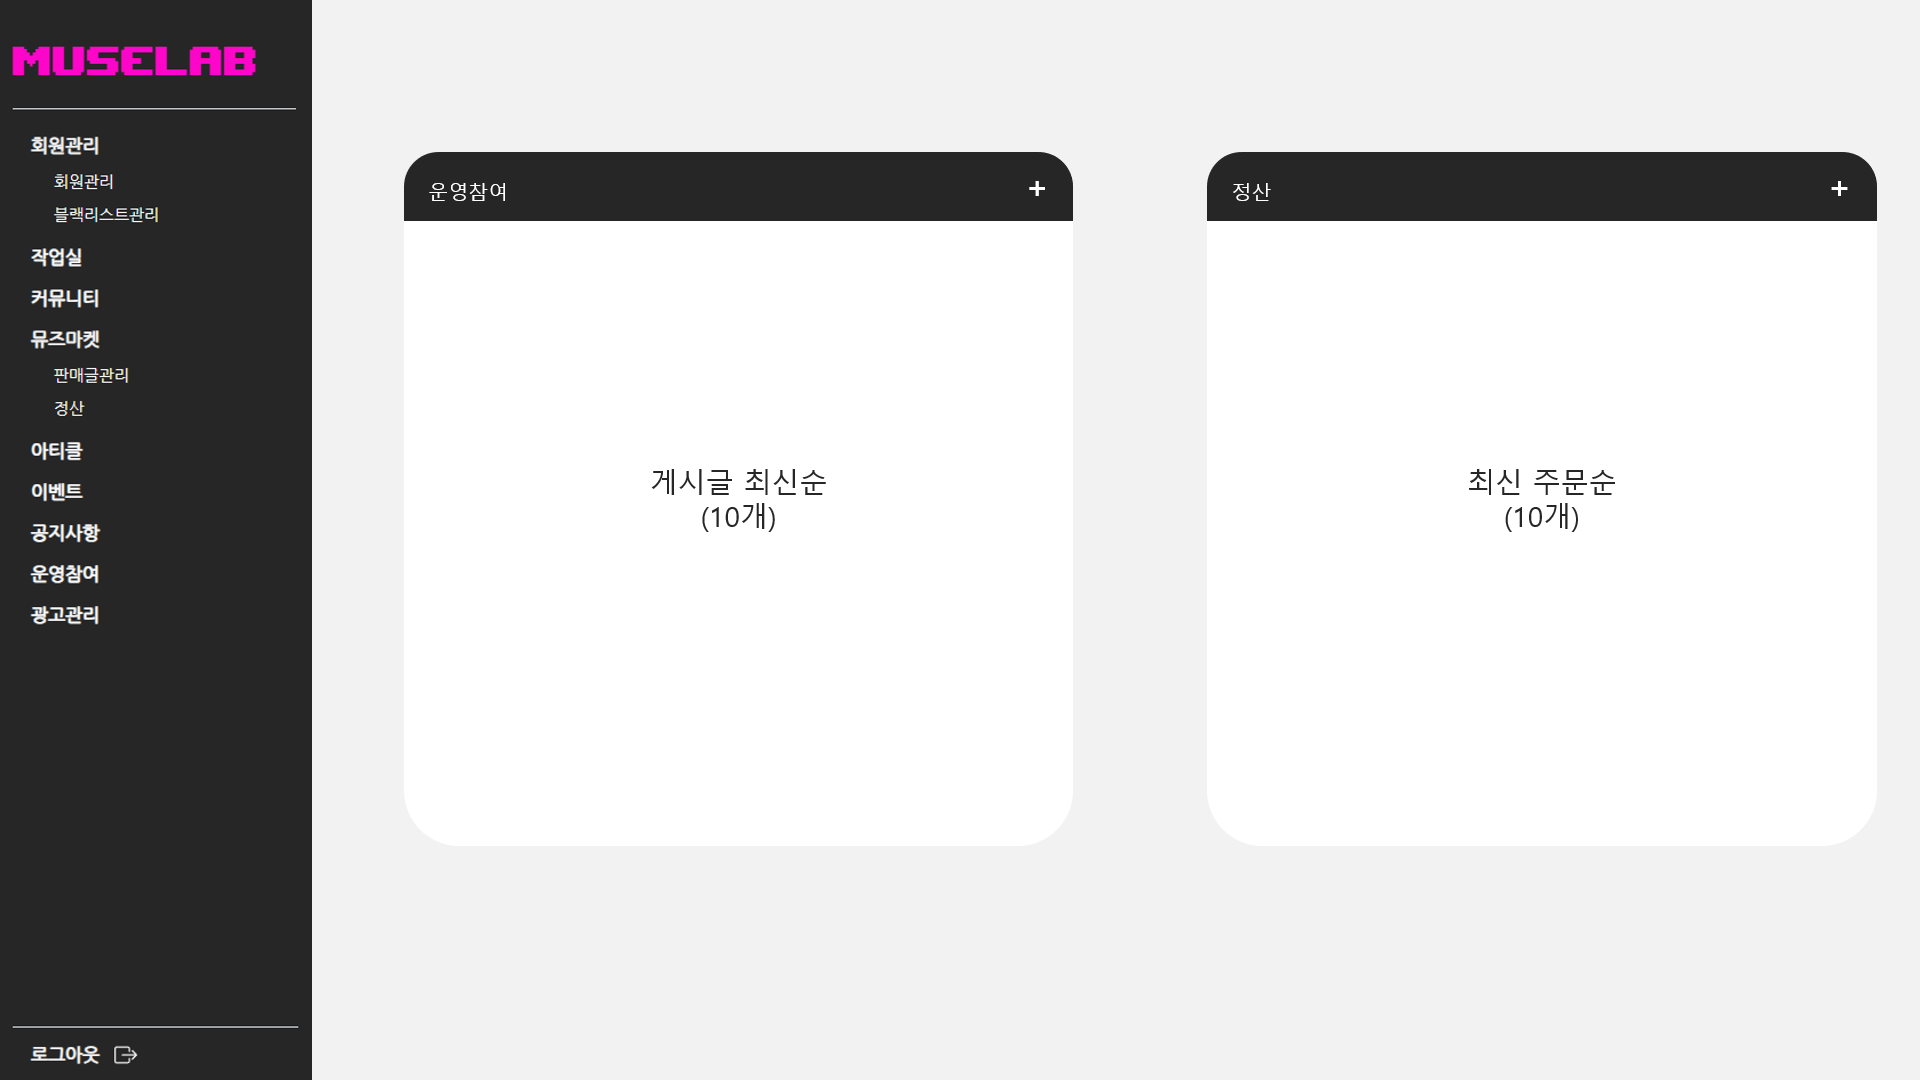 MUSELAB
회원관리
회원관리
블랙리스트관리
작업실
커뮤니티
뮤즈마켓
판매글관리
정산
아티클
이벤트
공지사항
운영참여
광고관리
로그아웃
운영참여 +
게시글 최신순
(10개)
정산 +
최신 주문순
(10개)